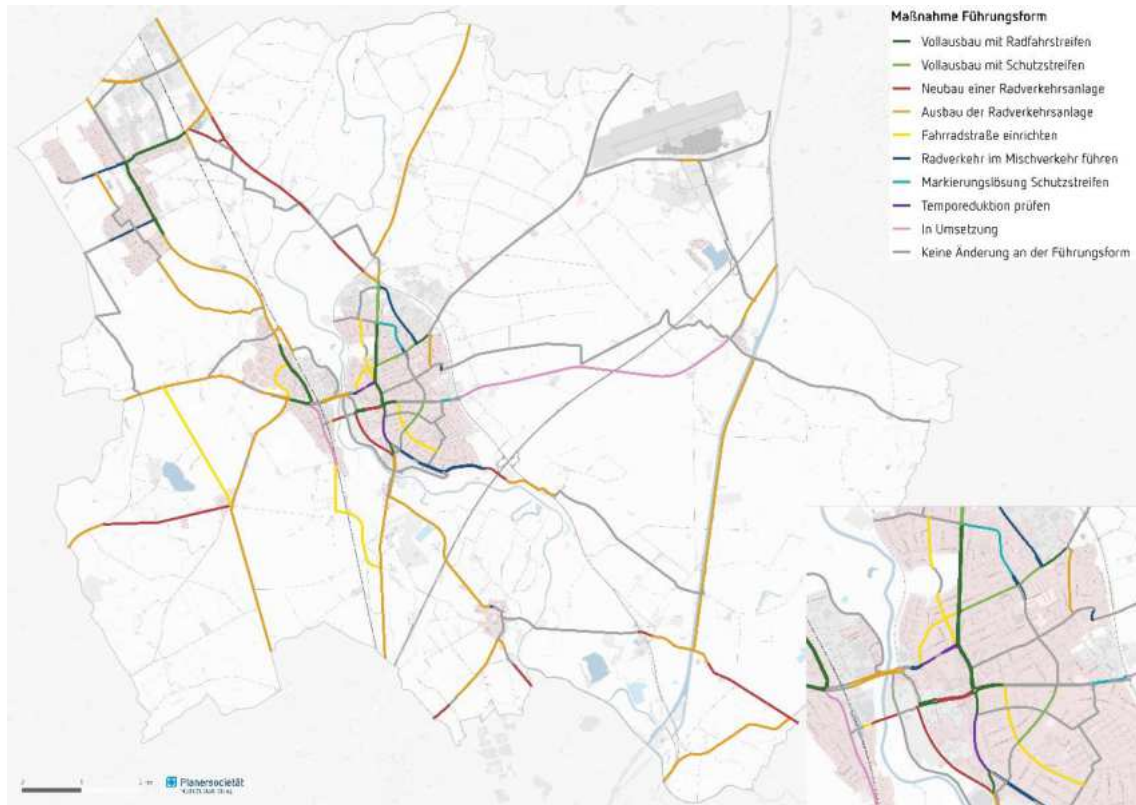 Maßnahme Führungsform
Vollausbau mit Radfahrstreifen
Vollausbau mit Schutzstreifen
Neubau einer Radverkehrsanlage
Ausbau der Radverkehrsanlage
Fahrradstraße einrichten
Radverkehr im Mischverkehr führen
Markierungslösung Schutzstreifen
Temporeduktion prüfen
In Umsetzung
Keine Änderung an der Führungsform
Planersocietät